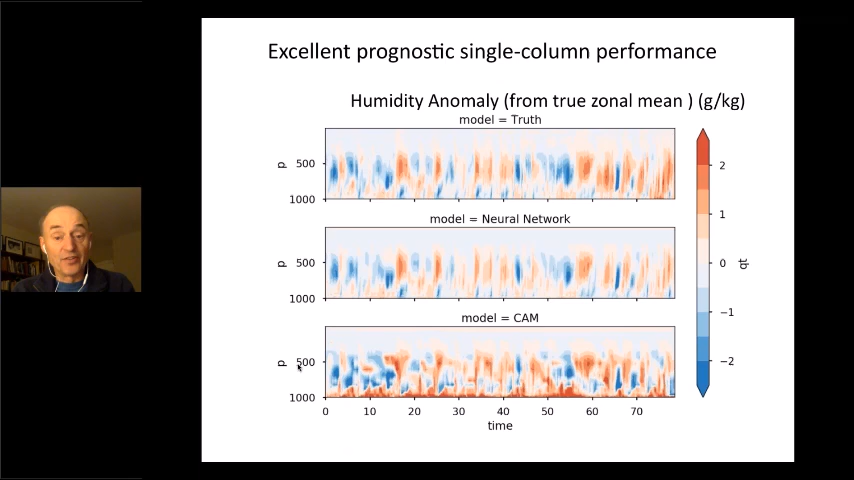 Excellent prognostic single-column performance
Humidity Anomaly (from true zonal mean ) (g/kg)
model = Truth
p
500
1000
model = Neural Network
p
500
1000
model = CAM
p
500
1000
0 10 20 30 40 50 60 70
time
2
1
0
−1
−2
qt